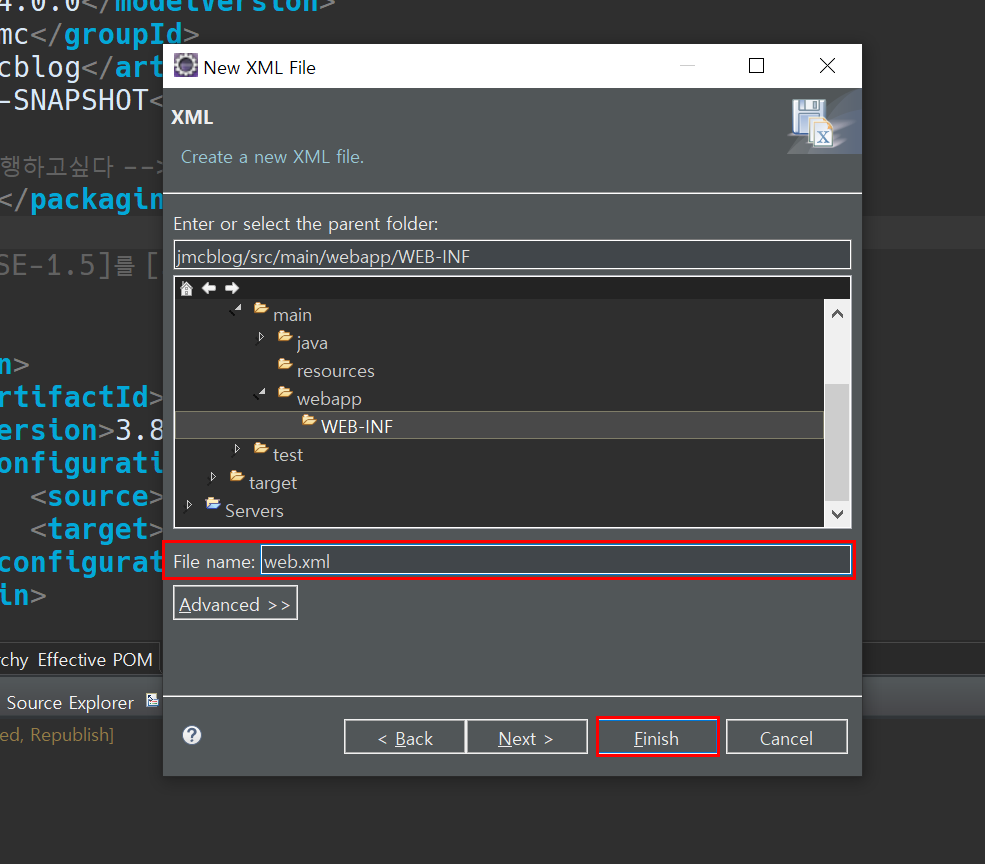 4.0.0</modelVersion>
mc</groupId>
cblog</art
-SNAPSHOT<
행하고싶다 -->
</packagin
SE-1.5]를 [
n>
rtifactId>
ersion>3.8
onfigurati
<source>
<target>
configurat
in>
rchy Effective POM
Source Explorer
ed, Republish]
New XML File
XML
Create a new XML file.
Enter or select the parent folder:
jmcblog/src/main/webapp/WEB-INF
main
java
resources
webapp
WEB-INF
test
target
Servers
File name: web.xml
Advanced >>
< Back Next > Finish Cancel